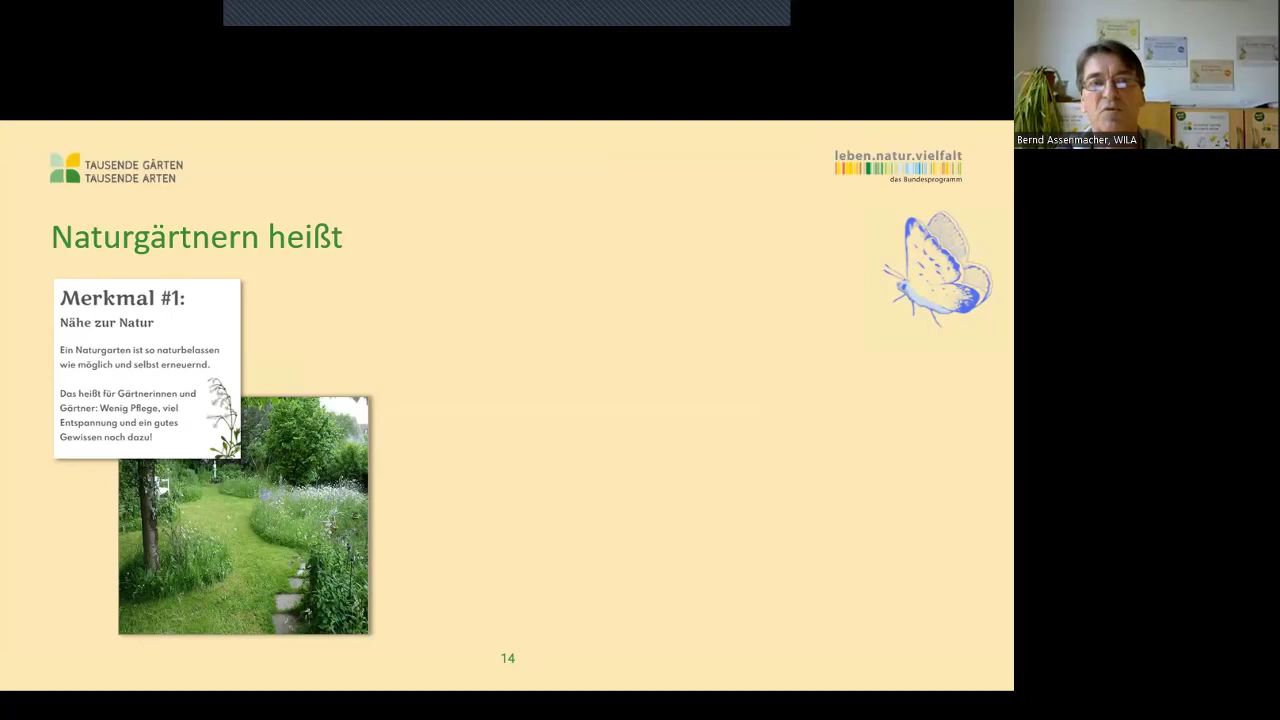 Bernd Assenmacher, WILA
TAUSENDE GÄRTEN
TAUSENDE ARTEN
leben.natur.vielfalt
das Bundesprogramm
Naturgärtnern heißt
Merkmal #1:
Nähe zur Natur
Ein Naturgarten ist so naturbelassen
wie möglich und selbst erneuernd.
Das heißt für Gärtnerinnen und
Gärtner: Wenig Pflege, viel
Entspannung und ein gutes
Gewissen noch dazu!
14